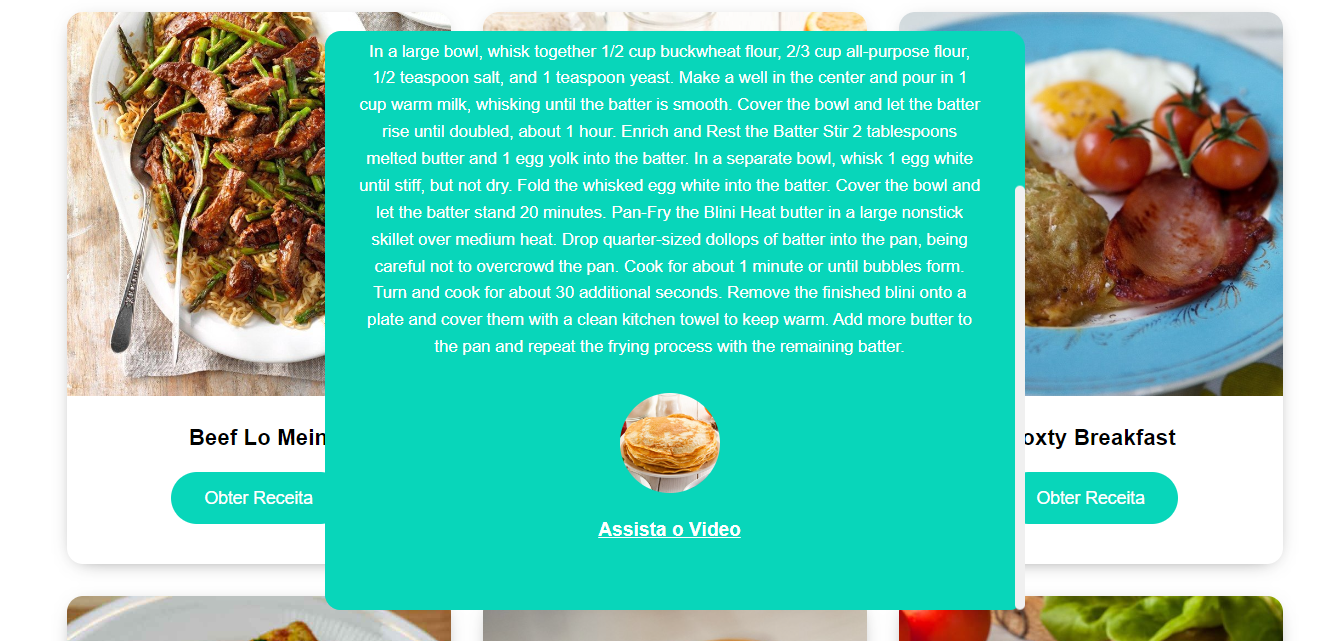 In a large bowl, whisk together 1/2 cup buckwheat flour, 2/3 cup all-purpose flour,
1/2 teaspoon salt, and 1 teaspoon yeast. Make a well in the center and pour in 1
cup warm milk, whisking until the batter is smooth. Cover the bowl and let the batter
rise until doubled, about 1 hour. Enrich and Rest the Batter Stir 2 tablespoons
melted butter and 1 egg yolk into the batter. In a separate bowl, whisk 1 egg white
until stiff, but not dry. Fold the whisked egg white into the batter. Cover the bowl and
let the batter stand 20 minutes. Pan-Fry the Blini Heat butter in a large nonstick
skillet over medium heat. Drop quarter-sized dollops of batter into the pan, being
careful not to overcrowd the pan. Cook for about 1 minute or until bubbles form.
Turn and cook for about 30 additional seconds. Remove the finished blini onto a
plate and cover them with a clean kitchen towel to keep warm. Add more butter to
the pan and repeat the frying process with the remaining batter.
Assista o Video
Beef Lo Mein
Obter Receita
oxty Breakfast
Obter Receita